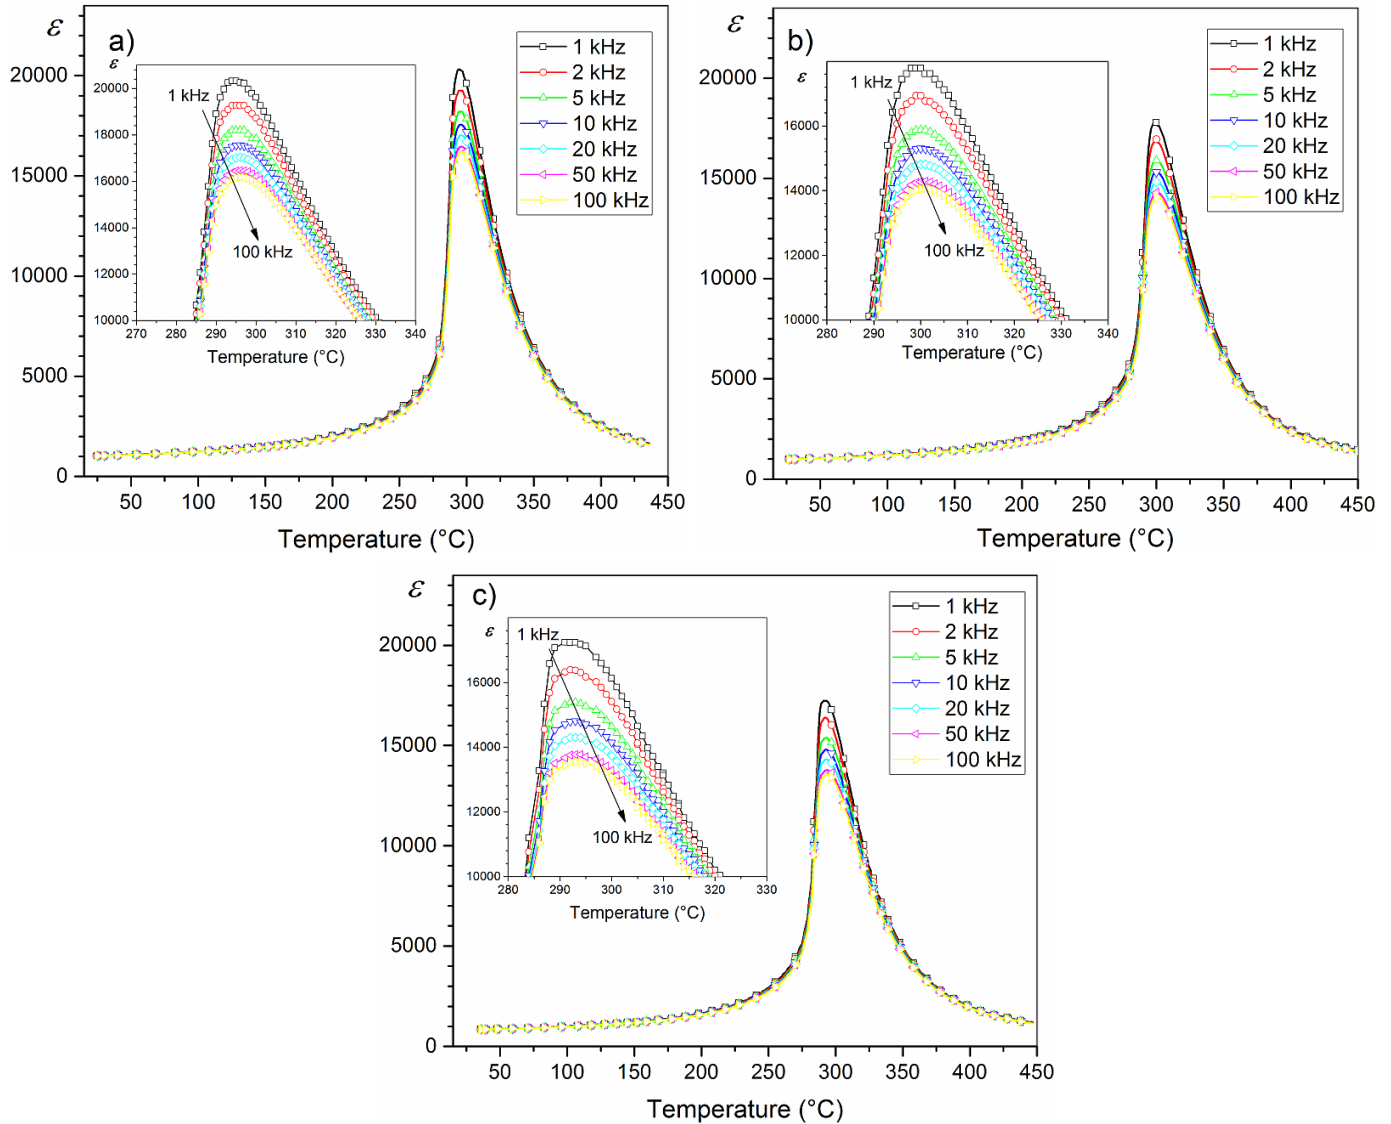 ε
a)
1 kHz
2 kHz
5 kHz
10 kHz
20 kHz
50 kHz
100 kHz
20000
15000
10000
5000
0
50 100 150 200 250 300 350 400 450
Temperature (°C)
ε
20000
18000
16000
14000
12000
10000
270 280 290 300 310 320 330 340
Temperature (°C)
1 kHz
100 kHz
ε
b)
1 kHz
2 kHz
5 kHz
10 kHz
20 kHz
50 kHz
100 kHz
20000
15000
10000
5000
0
50 100 150 200 250 300 350 400 450
Temperature (°C)
ε
16000
14000
12000
10000
280 290 300 310 320 330 340
Temperature (°C)
1 kHz
100 kHz
ε
c)
1 kHz
2 kHz
5 kHz
10 kHz
20 kHz
50 kHz
100 kHz
20000
15000
10000
5000
0
50 100 150 200 250 300 350 400 450
Temperature (°C)
ε
16000
14000
12000
10000
280 290 300 310 320 330
Temperature (°C)
1 kHz
100 kHz